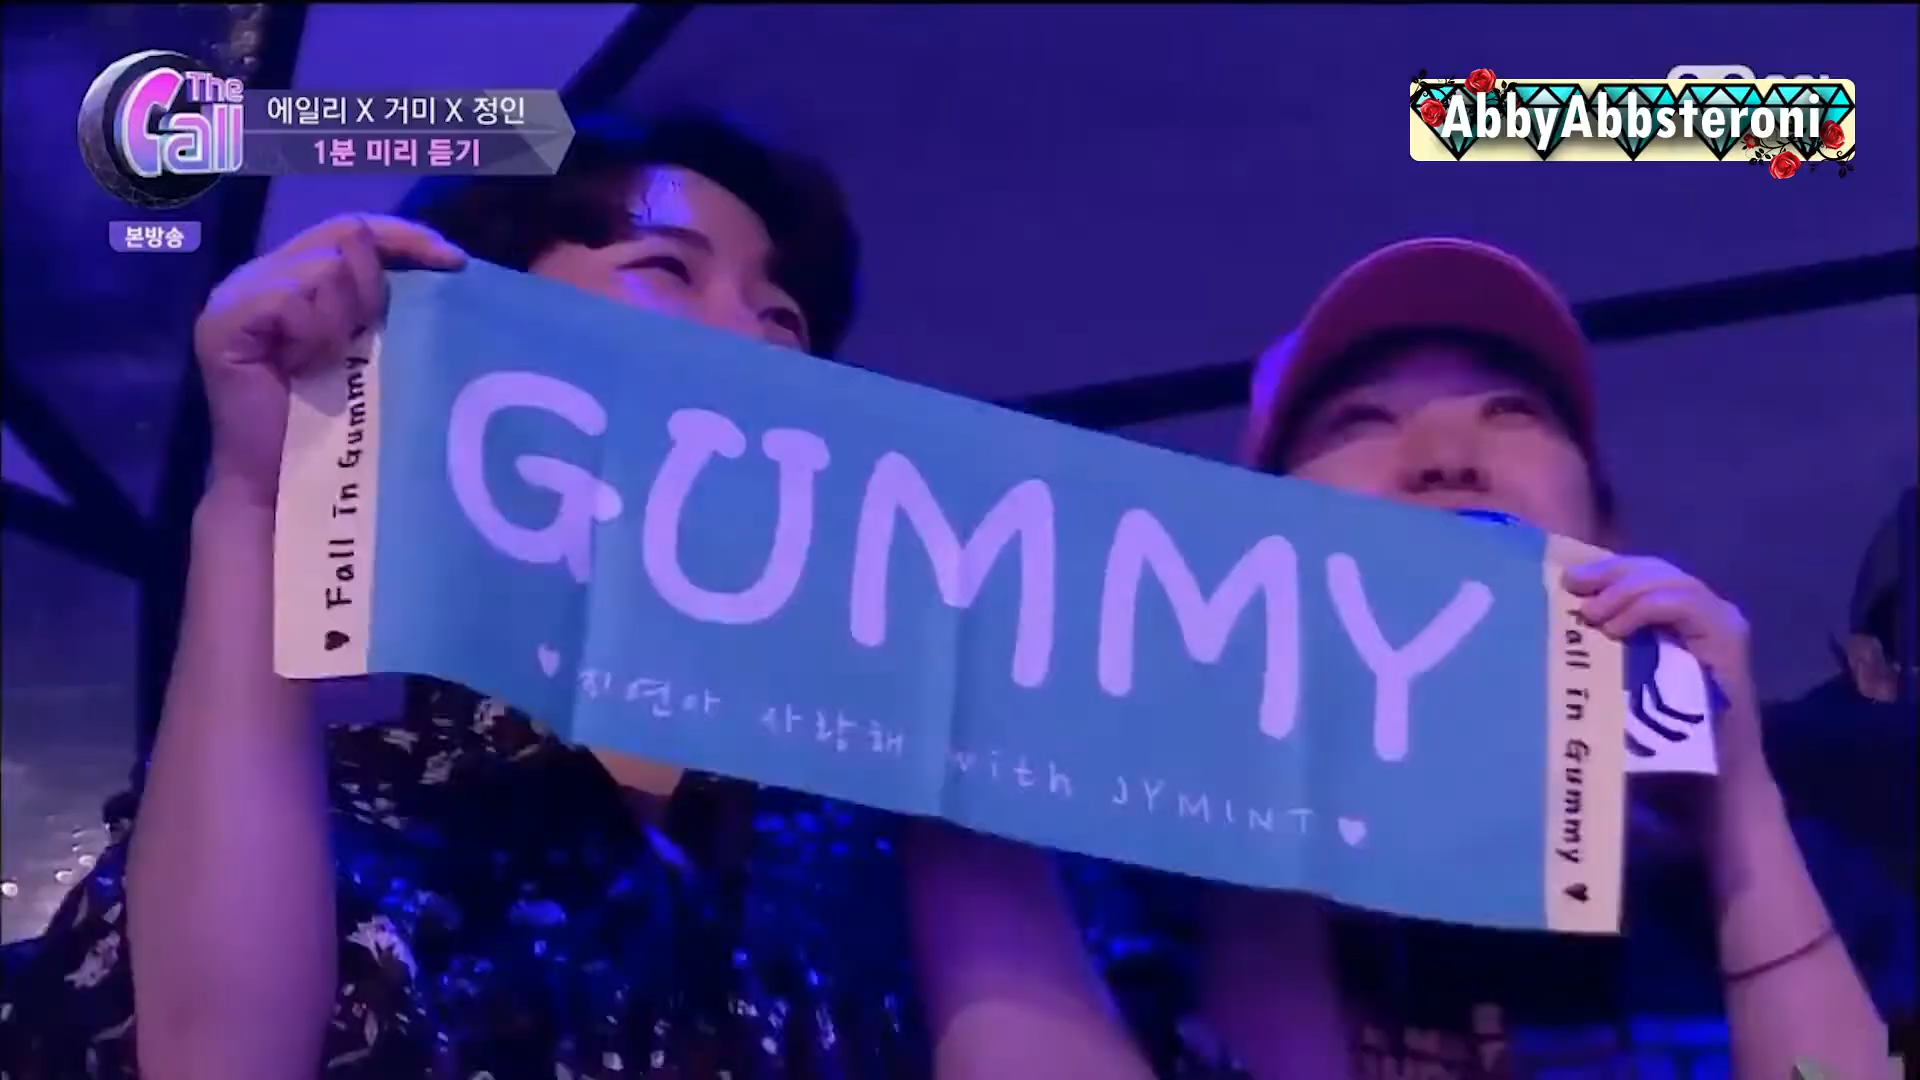 The Call
에일리 X 거미 X 정인
1분 미리 듣기
본방송
AbbyAbbsteroni
♥ Fall in Gummy
GUMMY
♥ 지연아 사랑해 with JYMINT ♥
Fall in Gummy ♥